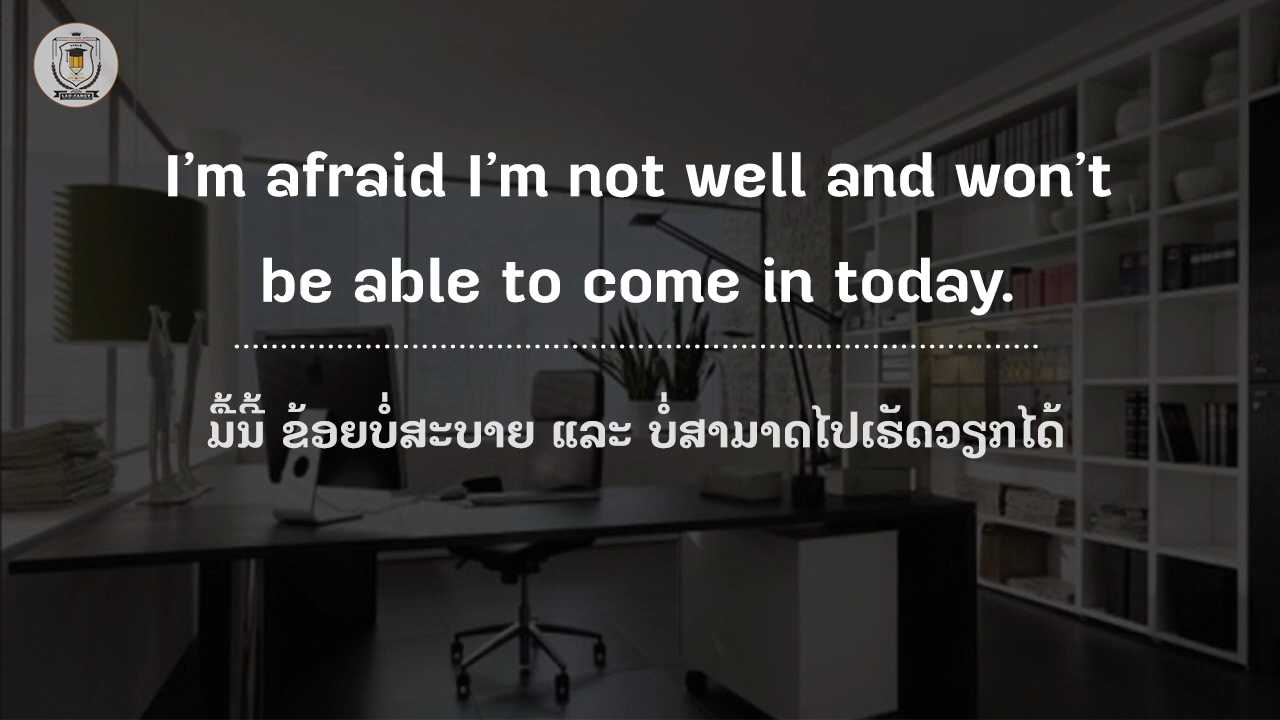 I’m afraid I’m not well and won’t
be able to come in today.
ມື້ນີ້ ຂ້ອຍບໍ່ສະບາຍ ແລະ ບໍ່ສາມາດໄປເຮັດວຽກໄດ້